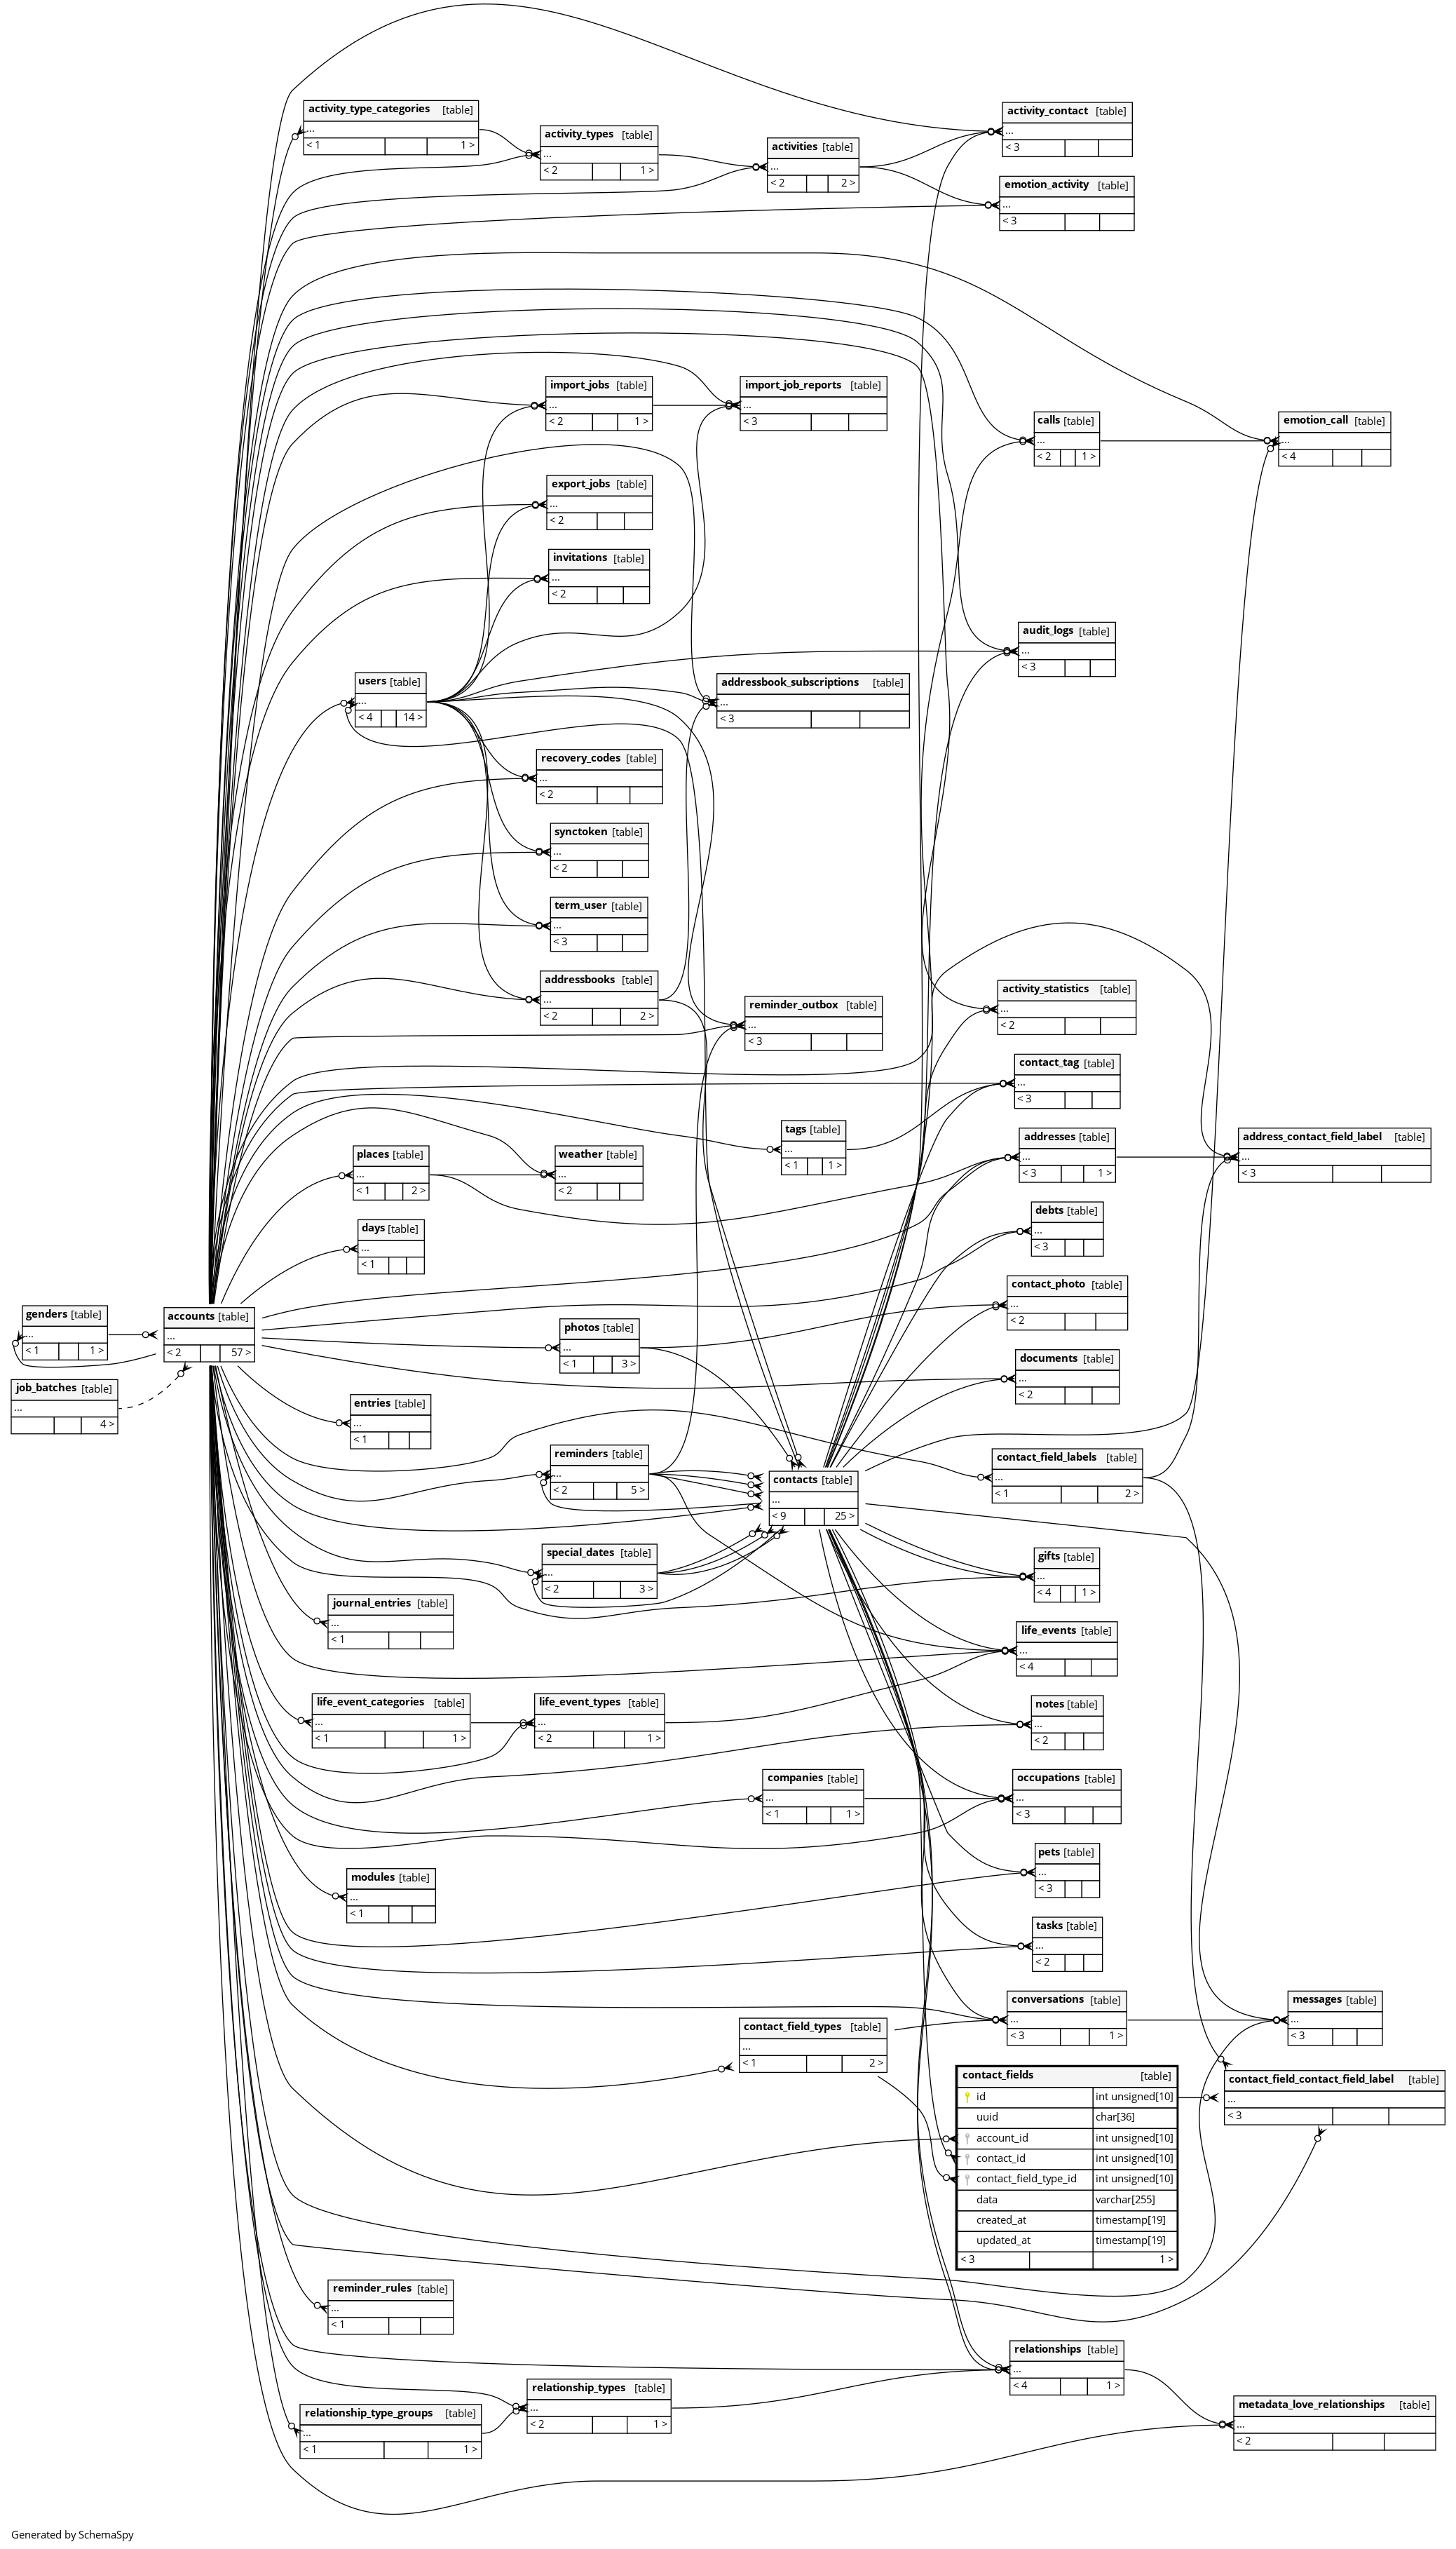 activity_type_categories [table]
...
< 1 1 >
activity_types [table]
...
< 2 1 >
activities [table]
...
< 2 2 >
activity_contact [table]
...
< 3
emotion_activity [table]
...
< 3
import_jobs [table]
...
< 2 1 >
import_job_reports [table]
...
< 3
calls [table]
...
< 2 1 >
emotion_call [table]
...
< 4
export_jobs [table]
...
< 2
invitations [table]
...
< 2
audit_logs [table]
...
< 3
users [table]
...
< 4 14 >
addressbook_subscriptions [table]
...
< 3
recovery_codes [table]
...
< 2
synctoken [table]
...
< 2
term_user [table]
...
< 3
addressbooks [table]
...
< 2 2 >
reminder_outbox [table]
...
< 3
activity_statistics [table]
...
< 2
contact_tag [table]
...
< 3
tags [table]
...
< 1 1 >
addresses [table]
...
< 3 1 >
address_contact_field_label [table]
...
< 3
places [table]
...
< 1 2 >
weather [table]
...
< 2
debts [table]
...
< 3
days [table]
...
< 1
contact_photo [table]
...
< 2
genders [table]
...
< 1 1 >
accounts [table]
...
< 2 57 >
photos [table]
...
< 1 3 >
documents [table]
...
< 2
job_batches [table]
...
4 >
entries [table]
...
< 1
reminders [table]
...
< 2 5 >
contacts [table]
...
< 9 25 >
contact_field_labels [table]
...
< 1 2 >
special_dates [table]
...
< 2 3 >
gifts [table]
...
< 4 1 >
journal_entries [table]
...
< 1
life_events [table]
...
< 4
life_event_categories [table]
...
< 1 1 >
life_event_types [table]
...
< 2 1 >
notes [table]
...
< 2
companies [table]
...
< 1 1 >
occupations [table]
...
< 3
pets [table]
...
< 3
modules [table]
...
< 1
tasks [table]
...
< 2
conversations [table]
...
< 3 1 >
messages [table]
...
< 3
contact_field_types [table]
...
< 1 2 >
contact_fields [table]
id int unsigned[10]
uuid char[36]
account_id int unsigned[10]
contact_id int unsigned[10]
contact_field_type_id int unsigned[10]
data varchar[255]
created_at timestamp[19]
updated_at timestamp[19]
< 3 1 >
contact_field_contact_field_label [table]
...
< 3
reminder_rules [table]
...
< 1
relationships [table]
...
< 4 1 >
relationship_types [table]
...
< 2 1 >
relationship_type_groups [table]
...
< 1 1 >
metadata_love_relationships [table]
...
< 2
Generated by SchemaSpy